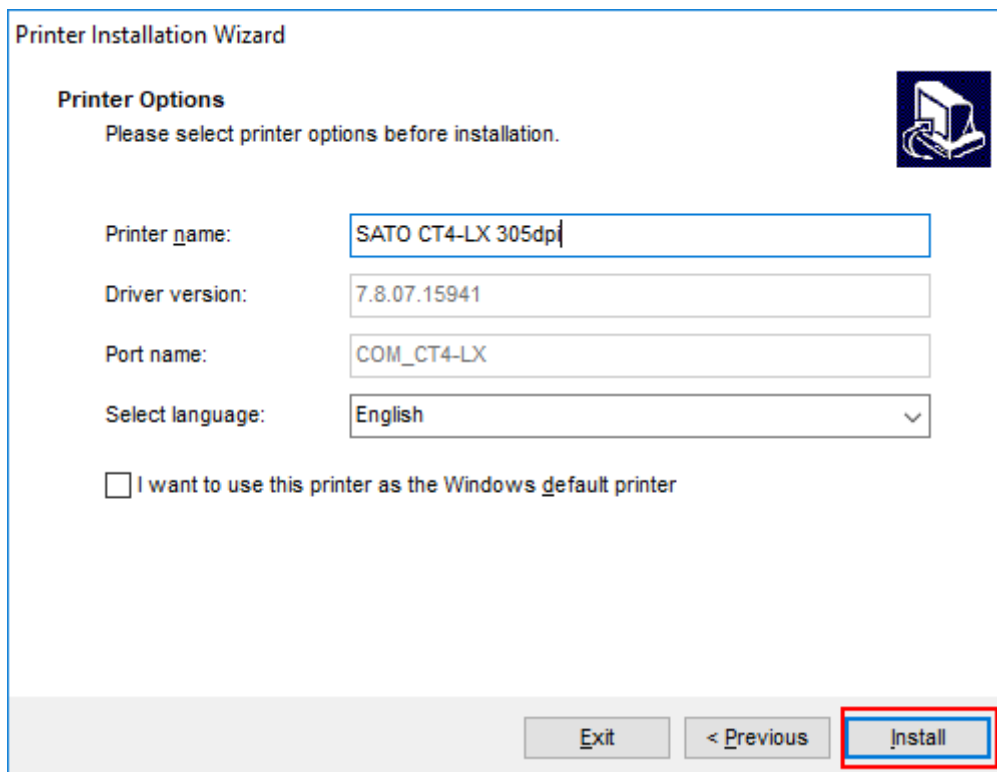 Printer Installation Wizard
Printer Options
Please select printer options before installation.
Printer name: SATO CT4-LX 305dpi
Driver version: 7.8.07.15941
Port name: COM_CT4-LX
Select language: English
I want to use this printer as the Windows default printer
Exit < Previous Install